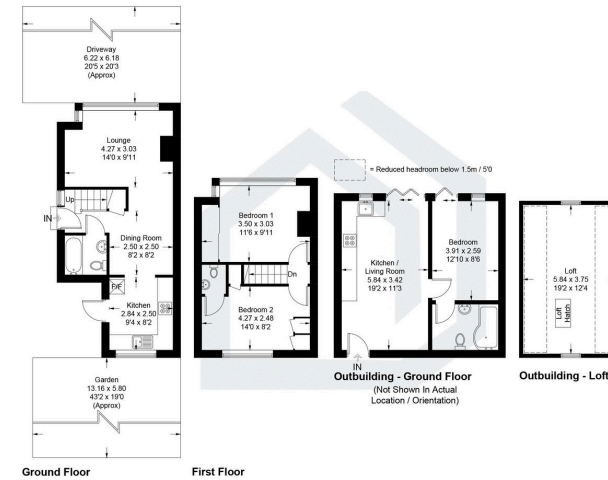 Driveway
6.22 x 6.18
20'5 x 20'3
(Approx)
Lounge
4.27 x 3.03
14'0 x 9'11
Up
IN
Dining Room
2.50 x 2.50
8'2 x 8'2
F/F
Kitchen
2.84 x 2.50
9'4 x 8'2
Garden
13.16 x 5.80
43'2 x 19'0
(Approx)
Ground Floor
Bedroom 1
3.50 x 3.03
11'6 x 9'11
Dn
Bedroom 2
4.27 x 2.48
14'0 x 8'2
First Floor
= Reduced headroom below 1.5m / 5'0
Kitchen /
Living Room
5.84 x 3.42
19'2 x 11'3
Bedroom
3.91 x 2.59
12'10 x 8'6
IN
Outbuilding - Ground Floor
(Not Shown In Actual
Location / Orientation)
Loft
5.84 x 3.75
19'2 x 12'4
Loft
Hatch
Outbuilding - Loft